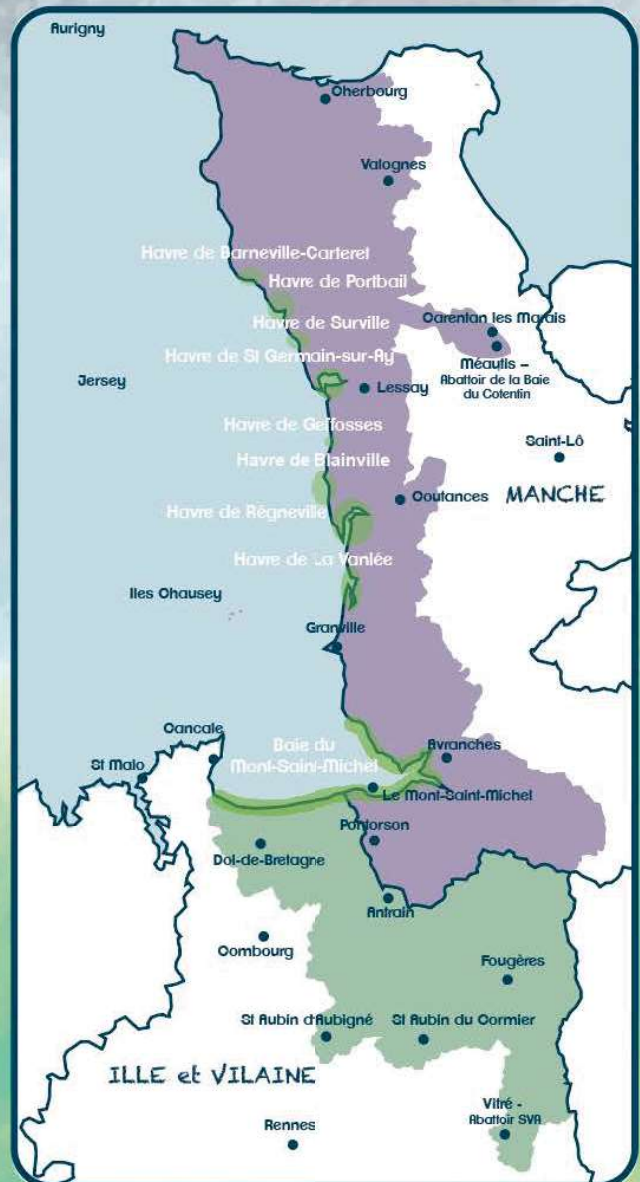 Aurigny
Cherbourg
Valognes
Havre de Barneville-Carteret
Havre de Portbail
Havre de Surville
Carentan les Marais
Havre de St Germain-sur-Ay
Méautis –
Abattoir de la Baie
du Cotentin
Jersey
Lessay
Havre de Geffosses
Saint-Lô
Havre de Blainville
Coutances
MANCHE
Havre de Régneville
Havre de La Vanlée
Iles Chausey
Granville
Cancale
Baie du
Mont-Saint-Michel
Avranches
St Malo
Le Mont-Saint-Michel
Pontorson
Dol-de-Bretagne
Antrain
Combourg
Fougères
St Aubin d'Aubigné
St Aubin du Cormier
ILLE et VILAINE
Vitré -
Abattoir SVA
Rennes